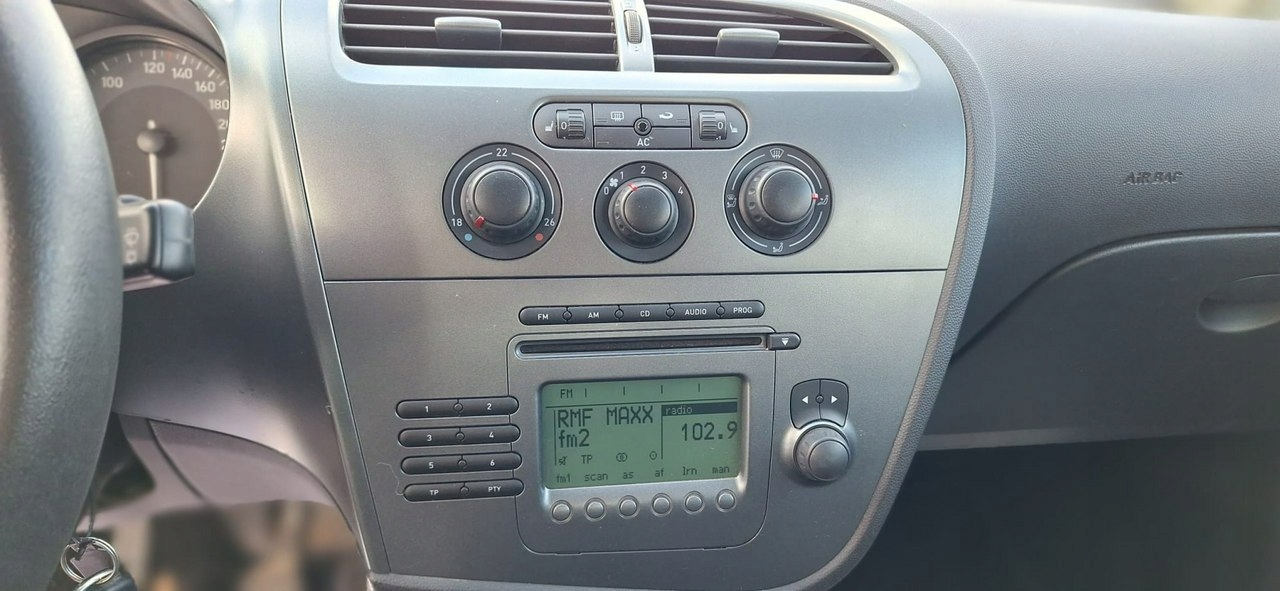 100 120 140 160 180
AIRBAG
0 0
AC
22
18 26
0 1 2 3 4
FM AM CD AUDIO PROG
1 2
3 4
5 6
TP PTY
FM
RMF MAXX radio
fm2 102.9
TP
fm1 scan as af lrn man